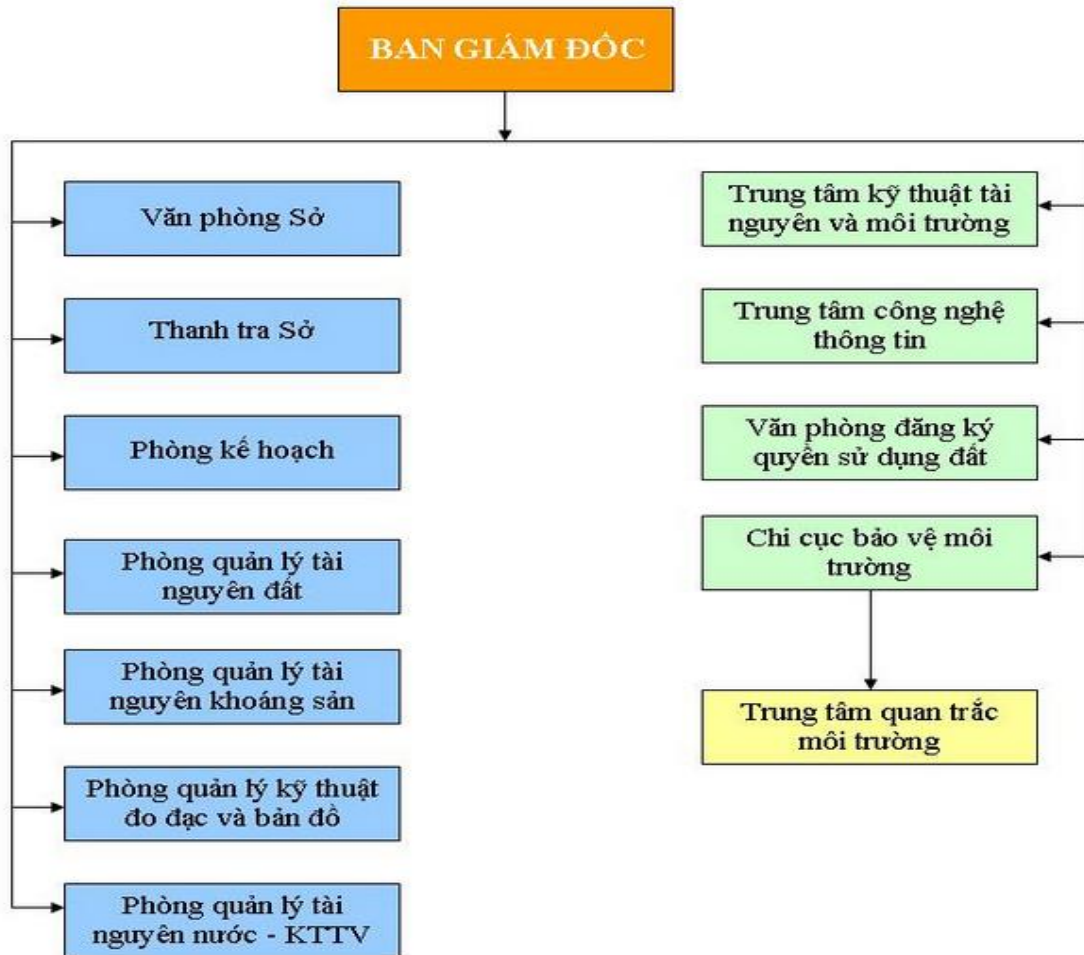 BAN GIÁM ĐỐC
Văn phòng Sở
Thanh tra Sở
Phòng kế hoạch
Phòng quản lý tài
nguyên đất
Phòng quản lý tài
nguyên khoáng sản
Phòng quản lý kỹ thuật
đo đạc và bản đồ
Phòng quản lý tài
nguyên nước - KTTV
Trung tâm kỹ thuật tài
nguyên và môi trường
Trung tâm công nghệ
thông tin
Văn phòng đăng ký
quyền sử dụng đất
Chi cục bảo vệ môi
trường
Trung tâm quan trắc
môi trường